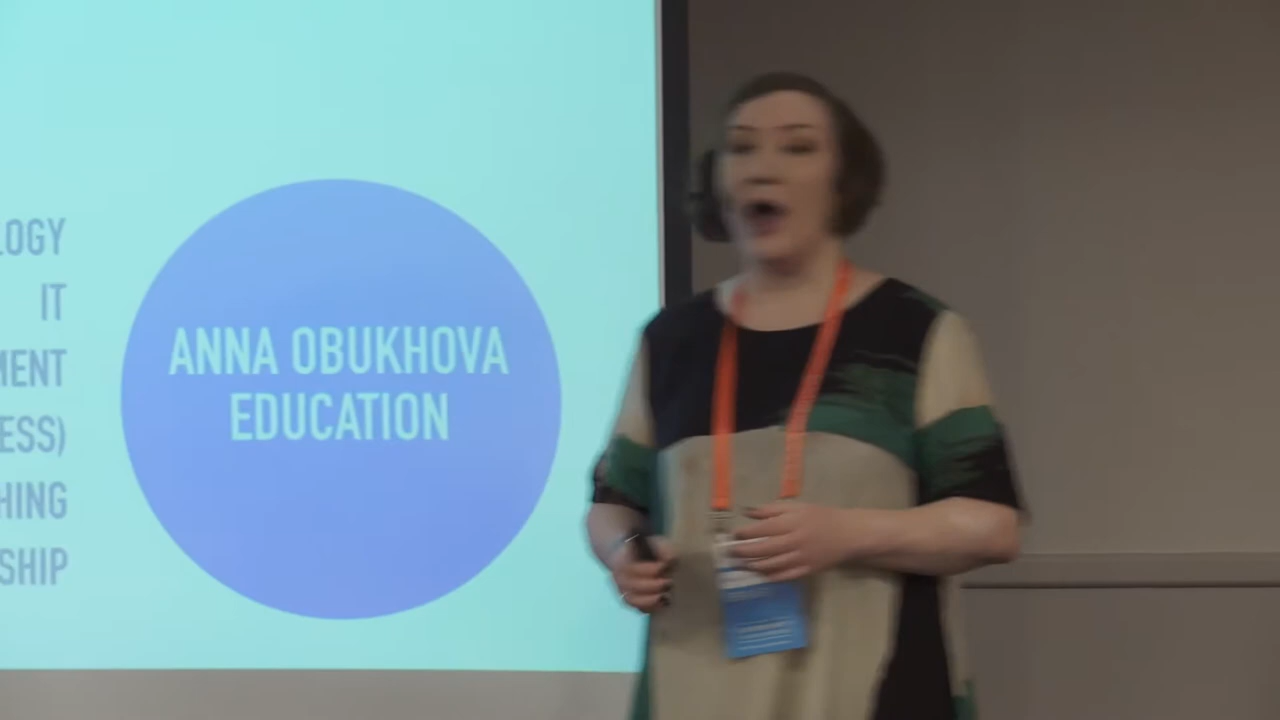 LOGY
IT
MENT
ESS)
HING
SHIP
ANNA OBUKHOVA
EDUCATION